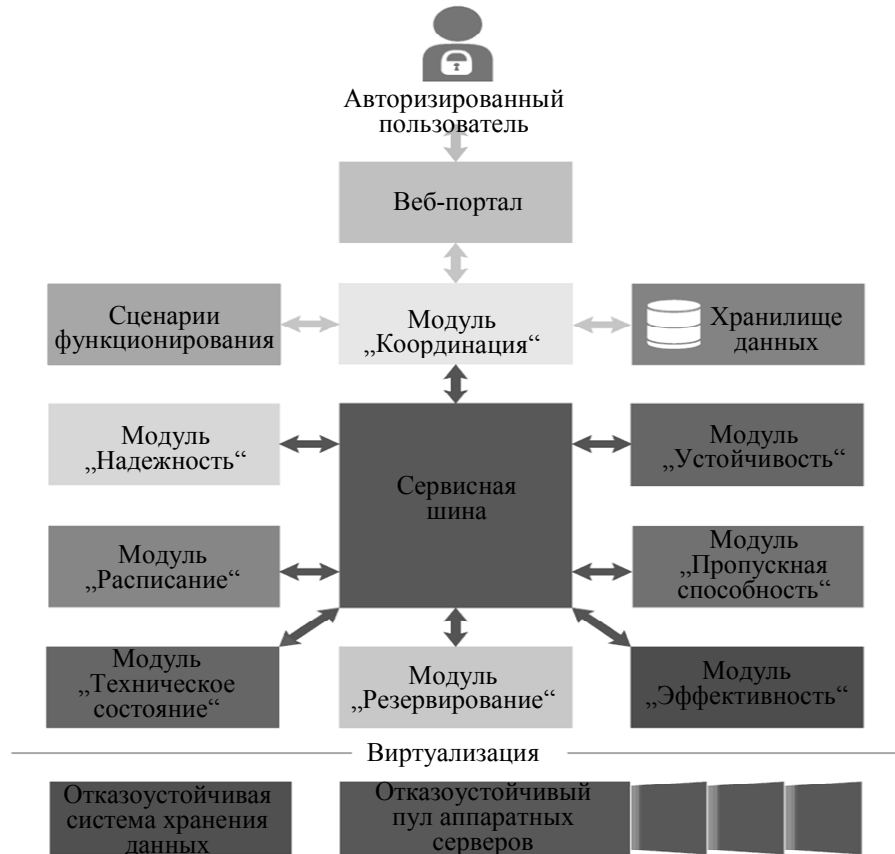 Авторизированный
пользователь
Веб-портал
Сценарии
функционирования
Модуль
„Координация“
Хранилище
данных
Модуль
„Надежность“
Сервисная
шина
Модуль
„Устойчивость“
Модуль
„Расписание“
Модуль
„Пропускная
способность“
Модуль
„Техническое
состояние“
Модуль
„Резервирование“
Модуль
„Эффективность“
Виртуализация
Отказоустойчивая
система хранения
данных
Отказоустойчивый
пул аппаратных
серверов